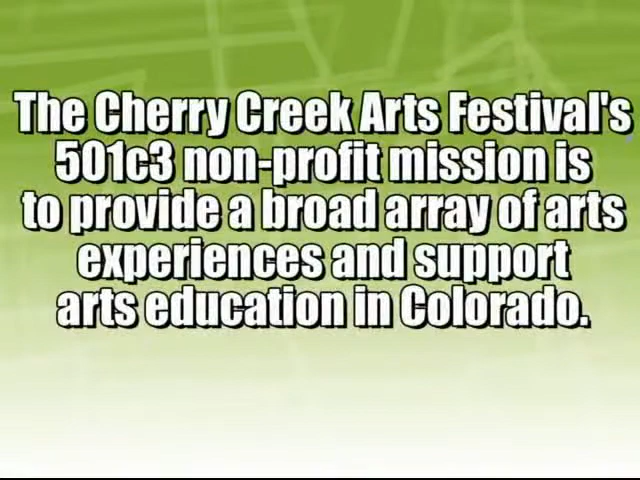 The Cherry Creek Arts Festival's
501c3 non-profit mission is
to provide a broad array of arts
experiences and support
arts education in Colorado.